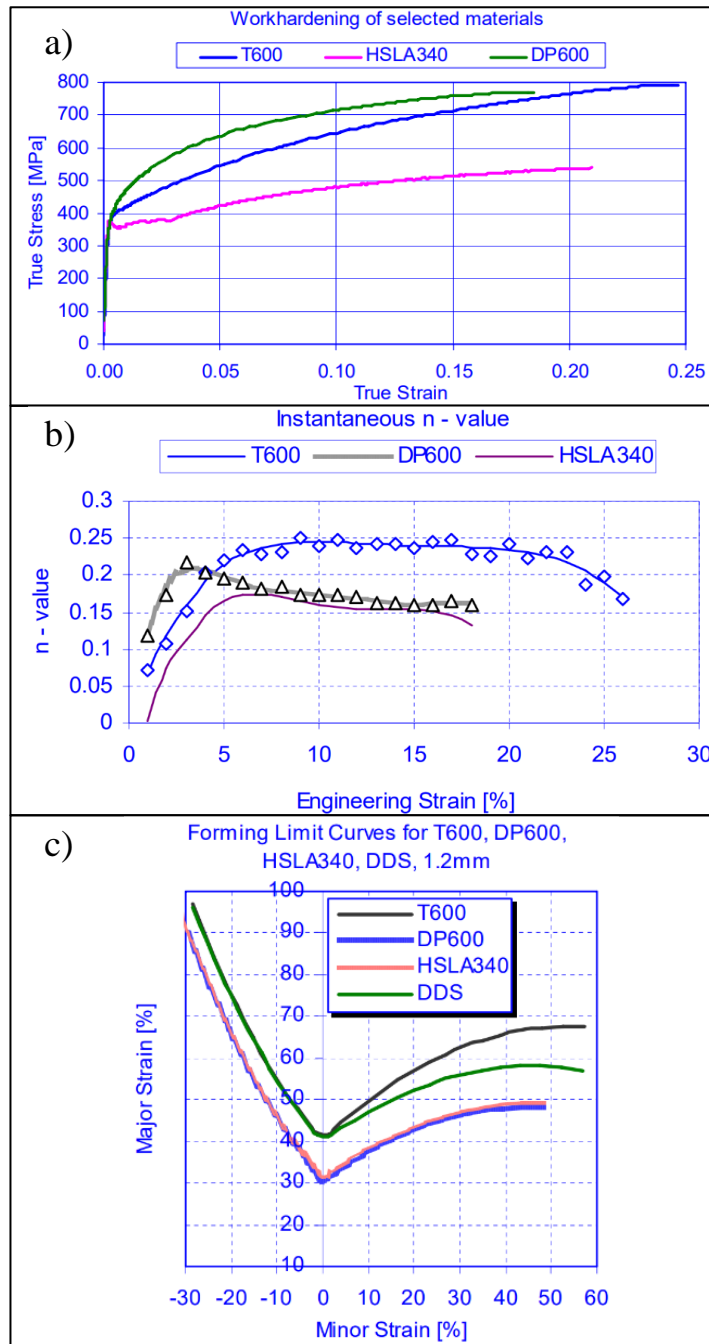 a)
Workhardening of selected materials
T600 HSLA340 DP600
True Stress [MPa]
800
700
600
500
400
300
200
100
0
0.00 0.05 0.10 0.15 0.20 0.25
True Strain
b)
Instantaneous n - value
T600 DP600 HSLA340
n - value
0.3
0.25
0.2
0.15
0.1
0.05
0
0 5 10 15 20 25 30
Engineering Strain [%]
c)
Forming Limit Curves for T600, DP600,
HSLA340, DDS, 1.2mm
T600
DP600
HSLA340
DDS
Major Strain [%]
100
90
80
70
60
50
40
30
20
10
-30 -20 -10 0 10 20 30 40 50 60
Minor Strain [%]